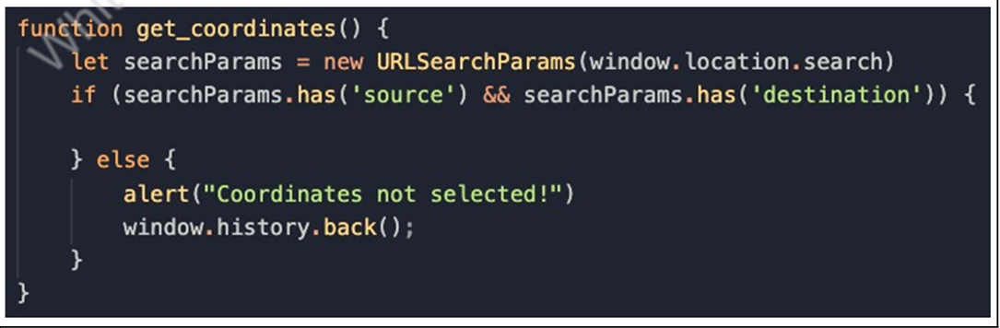 function get_coordinates() {
let searchParams = new URLSearchParams(window.location.search)
if (searchParams.has('source') && searchParams.has('destination')) {
} else {
alert("Coordinates not selected!")
window.history.back();
}
}